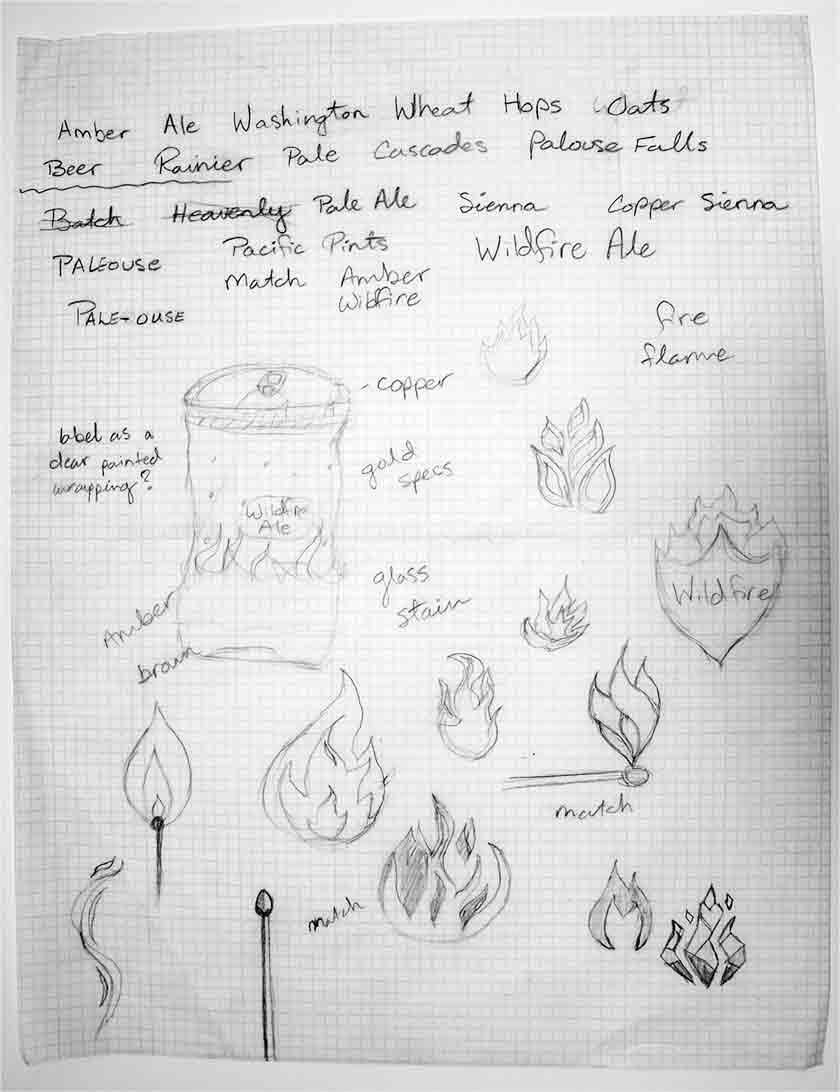 Amber Ale Washington Wheat Hops Oats
Beer Rainier Pale Cascades Palouse Falls
Batch Heavenly Pale Ale Sienna Copper Sienna
PALEOUSE Pacific Pints Wildfire Ale
Match Amber
Wildfire
PALE-OUSE
fire
flame
copper
label as a
clear painted
wrapping?
gold
specs
Wildfire
Ale
glass
stain
Wildfire
Amber
brown
match
match